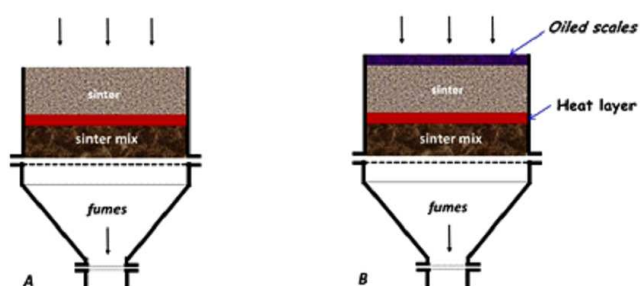 Oiled scales
sinter
sinter
Heat layer
sinter mix
sinter mix
fumes
fumes
A
B